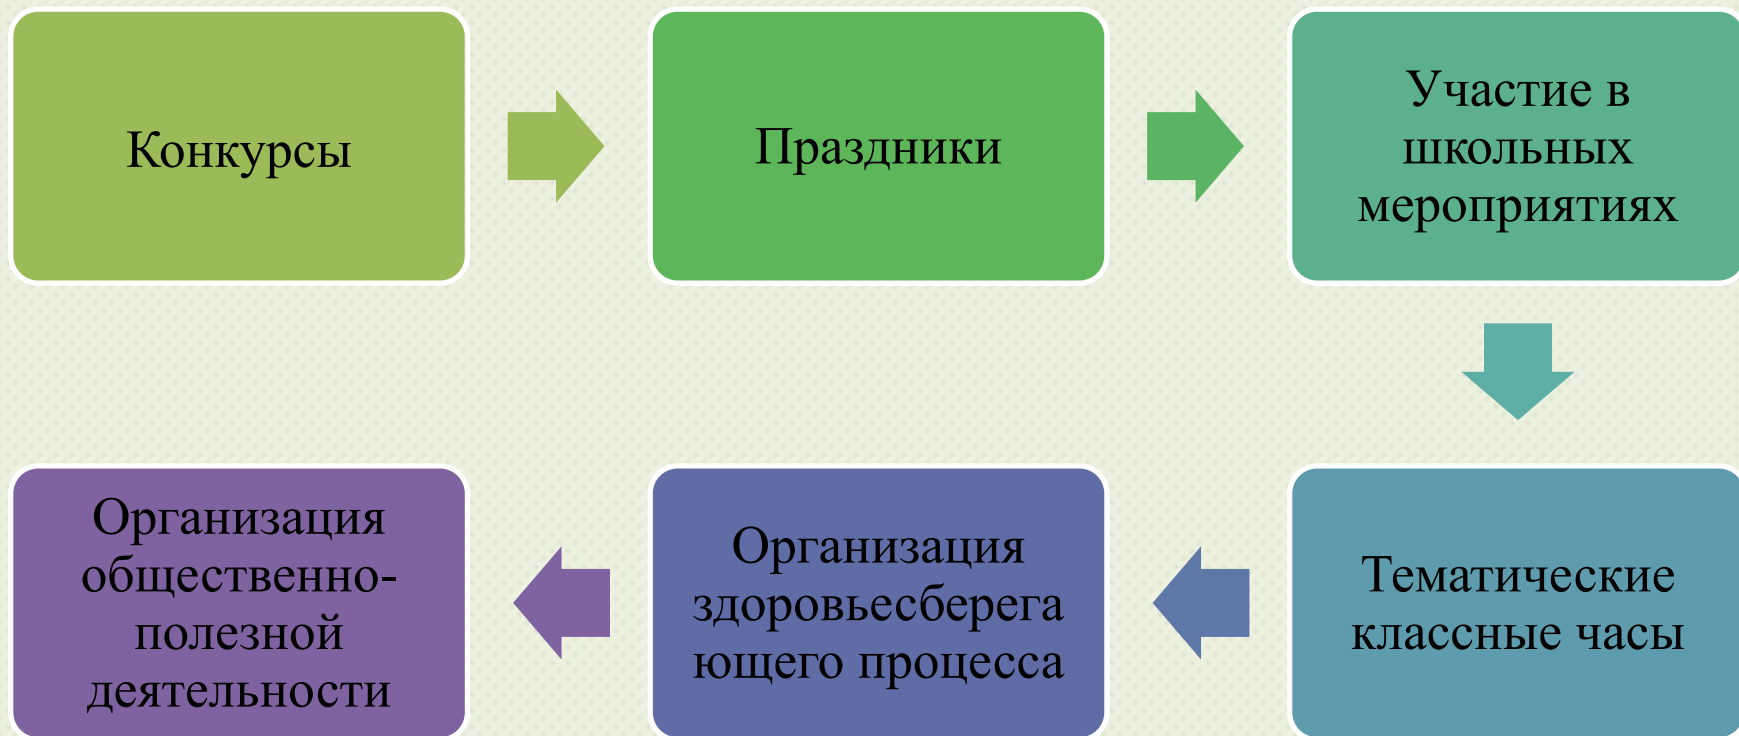 Конкурсы
Праздники
Участие в
школьных
мероприятиях
Тематические
классные часы
Организация
здоровьесберега
ющего процесса
Организация
общественно-
полезной
деятельности